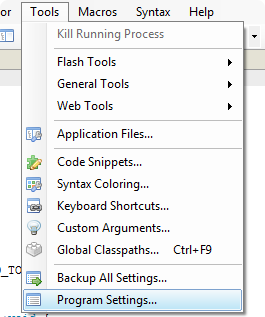 or Tools Macros Syntax Help
Kill Running Process
Flash Tools
General Tools
Web Tools
Application Files...
Code Snippets...
Syntax Coloring...
Keyboard Shortcuts...
Custom Arguments...
Global Classpaths... Ctrl+F9
D_TO
Backup All Settings...
Program Settings...